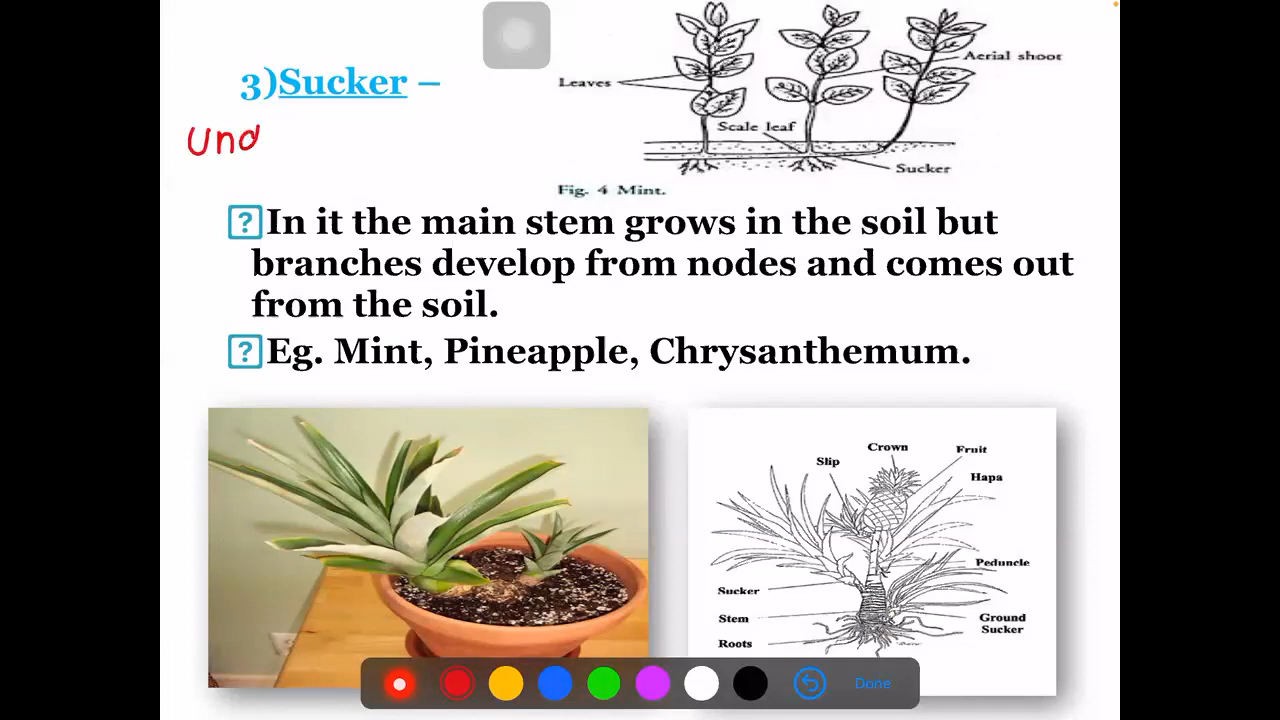 3)Sucker –
Leaves
Aerial shoot
Scale leaf
Sucker
Fig. 4 Mint.
Und
?In it the main stem grows in the soil but
branches develop from nodes and comes out
from the soil.
?Eg. Mint, Pineapple, Chrysanthemum.
Crown
Fruit
Slip
Hapa
Peduncle
Sucker
Stem
Ground
Sucker
Roots
Done